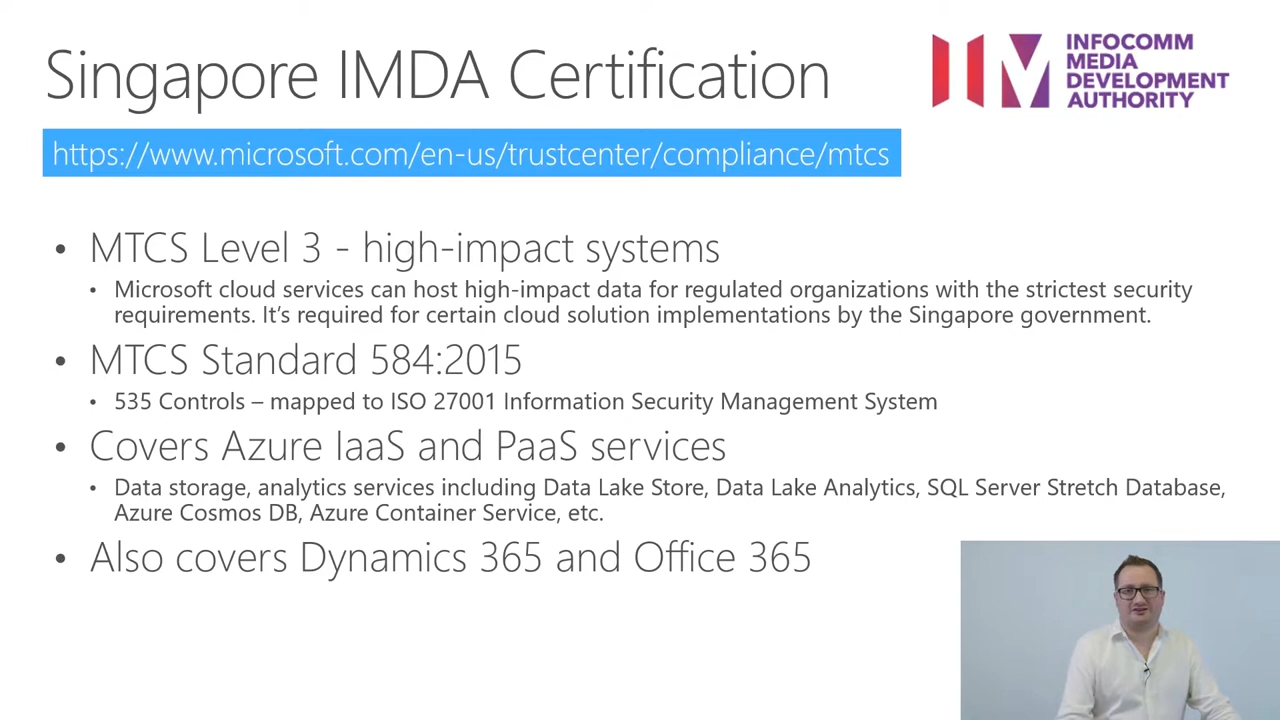 Singapore IMDA Certification
INFOCOMM
MEDIA
DEVELOPMENT
AUTHORITY
https://www.microsoft.com/en-us/trustcenter/compliance/mtcs
• MTCS Level 3 - high-impact systems
• Microsoft cloud services can host high-impact data for regulated organizations with the strictest security
requirements. It’s required for certain cloud solution implementations by the Singapore government.
• MTCS Standard 584:2015
• 535 Controls – mapped to ISO 27001 Information Security Management System
• Covers Azure IaaS and PaaS services
• Data storage, analytics services including Data Lake Store, Data Lake Analytics, SQL Server Stretch Database,
Azure Cosmos DB, Azure Container Service, etc.
• Also covers Dynamics 365 and Office 365